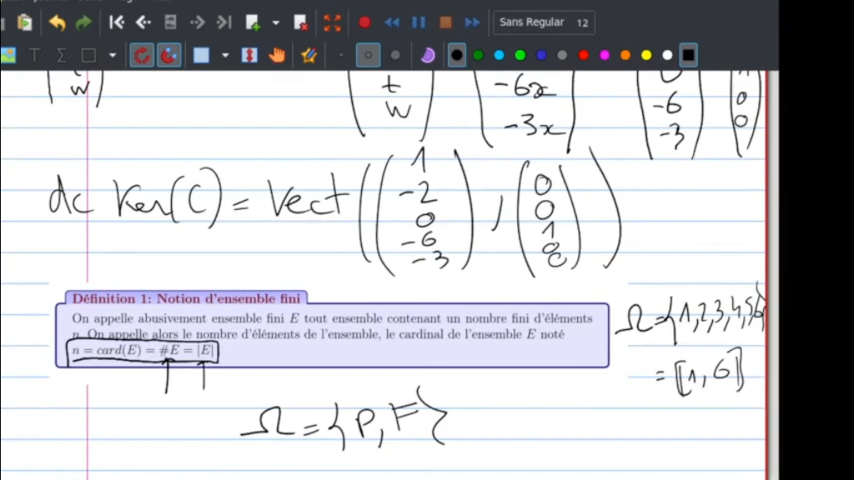 Sans Regular 12
w t -6x -6 0
w -3x -3 0
dc Ker(C) = Vect((1 -2 0 -6 -3), (0 0 1 0 0))
Définition 1: Notion d'ensemble fini
On appelle abusivement ensemble fini E tout ensemble contenant un nombre fini d'éléments
n. On appelle alors le nombre d'éléments de l'ensemble, le cardinal de l'ensemble E noté
n = card(E) = #E = |E|
Ω = {1,2,3,4,5,6}
= ⟦1, 6⟧
Ω = {P, F}